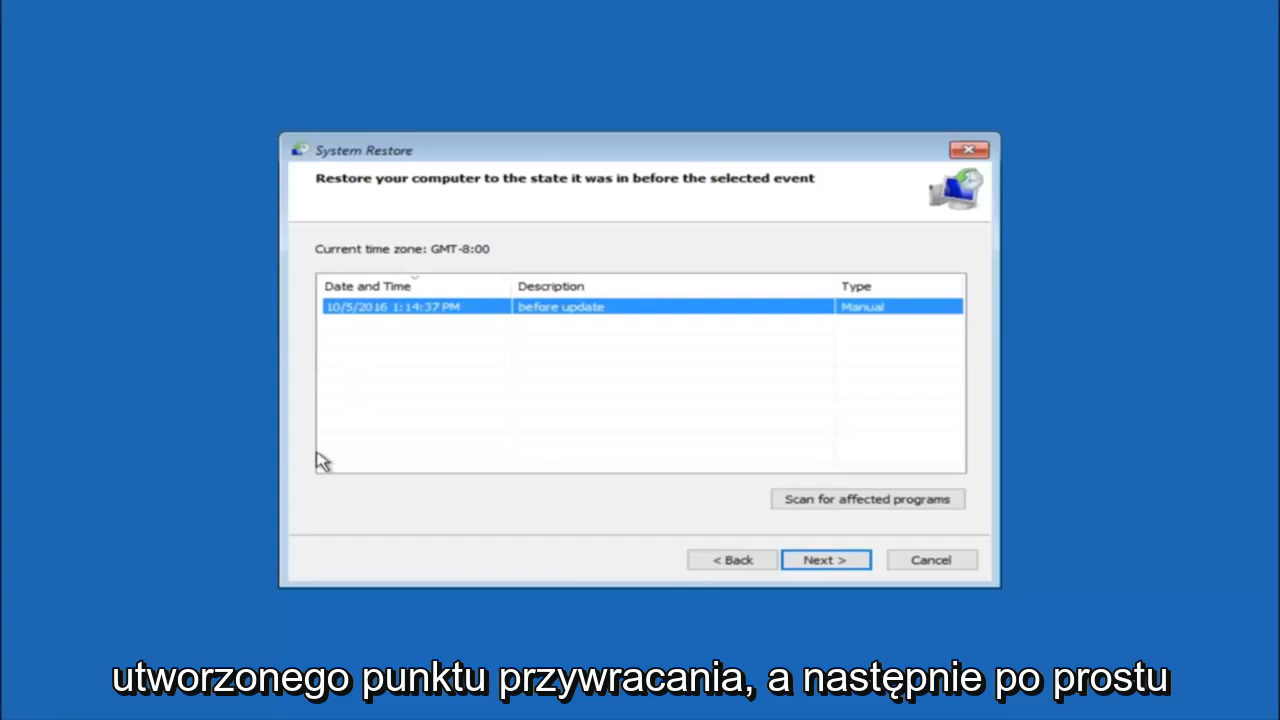 System Restore
Restore your computer to the state it was in before the selected event
Current time zone: GMT-8:00
Date and Time Description Type
10/5/2016 1:14:37 PM before update Manual
Scan for affected programs
< Back Next > Cancel
utworzonego punktu przywracania, a następnie po prostu